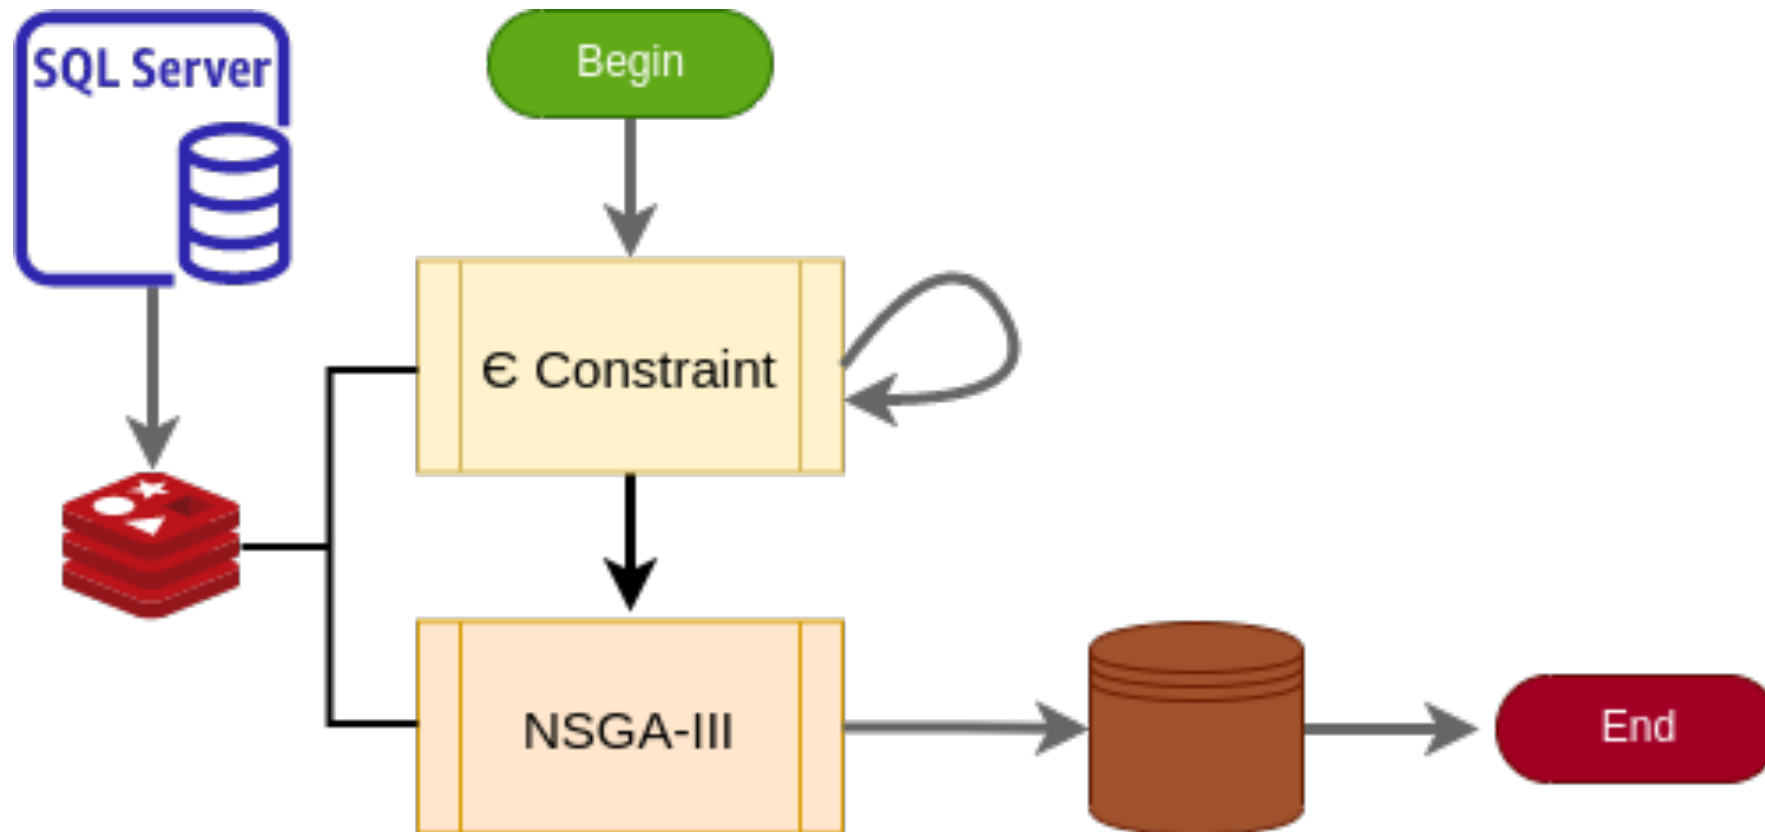 SQL Server
Begin
Є Constraint
NSGA-III
End